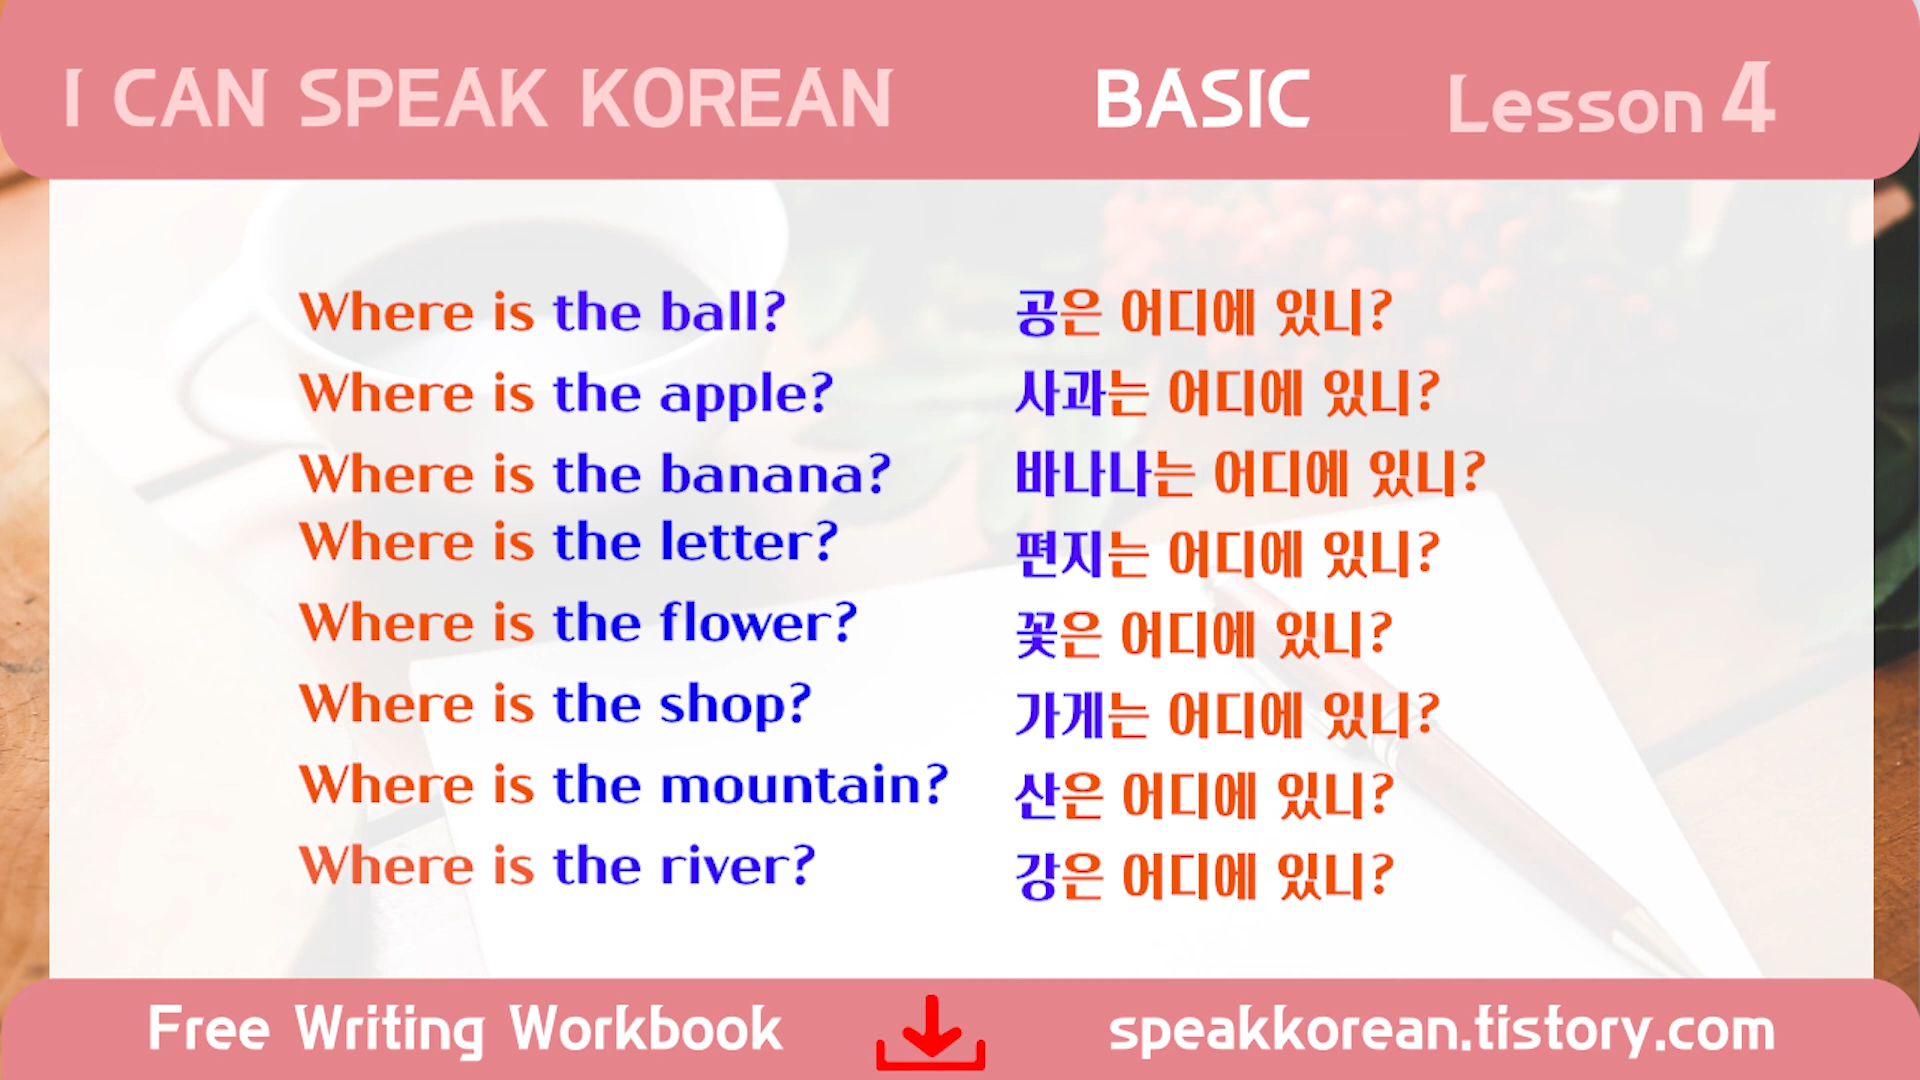 I CAN SPEAK KOREAN BASIC Lesson 4
Where is the ball? 공은 어디에 있니?
Where is the apple? 사과는 어디에 있니?
Where is the banana? 바나나는 어디에 있니?
Where is the letter? 편지는 어디에 있니?
Where is the flower? 꽃은 어디에 있니?
Where is the shop? 가게는 어디에 있니?
Where is the mountain? 산은 어디에 있니?
Where is the river? 강은 어디에 있니?
Free Writing Workbook speakkorean.tistory.com